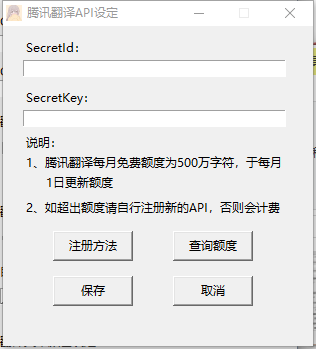 腾讯翻译API设定
SecretId:
SecretKey:
说明:
1、腾讯翻译每月免费额度为500万字符，于每月
1日更新额度
2、如超出额度请自行注册新的API，否则会计费
注册方法
查询额度
保存
取消